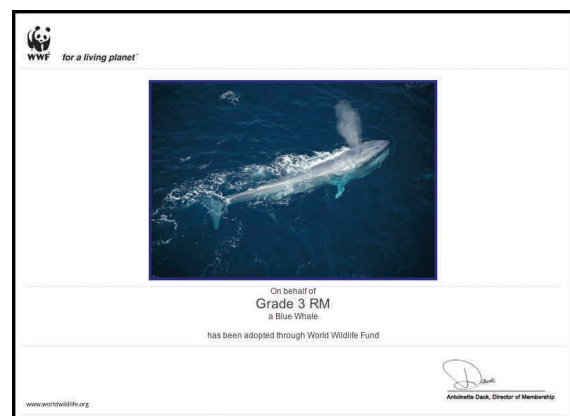 WWF
for a living planet
On behalf of
Grade 3 RM
a Blue Whale
has been adopted through World Wildlife Fund
Dack
Antoinette Dack, Director of Membership
www.worldwildlife.org